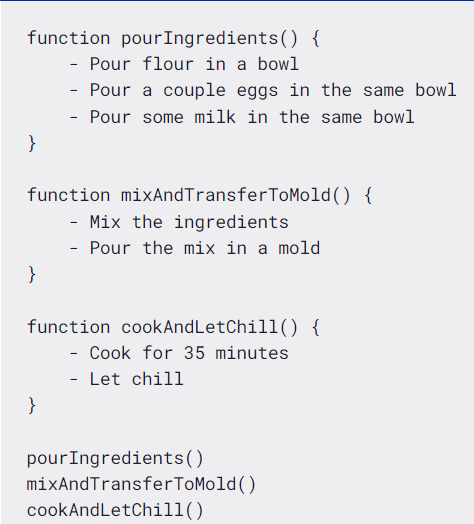 function pourIngredients() {
- Pour flour in a bowl
- Pour a couple eggs in the same bowl
- Pour some milk in the same bowl
}
function mixAndTransferToMold() {
- Mix the ingredients
- Pour the mix in a mold
}
function cookAndLetChill() {
- Cook for 35 minutes
- Let chill
}
pourIngredients()
mixAndTransferToMold()
cookAndLetChill()